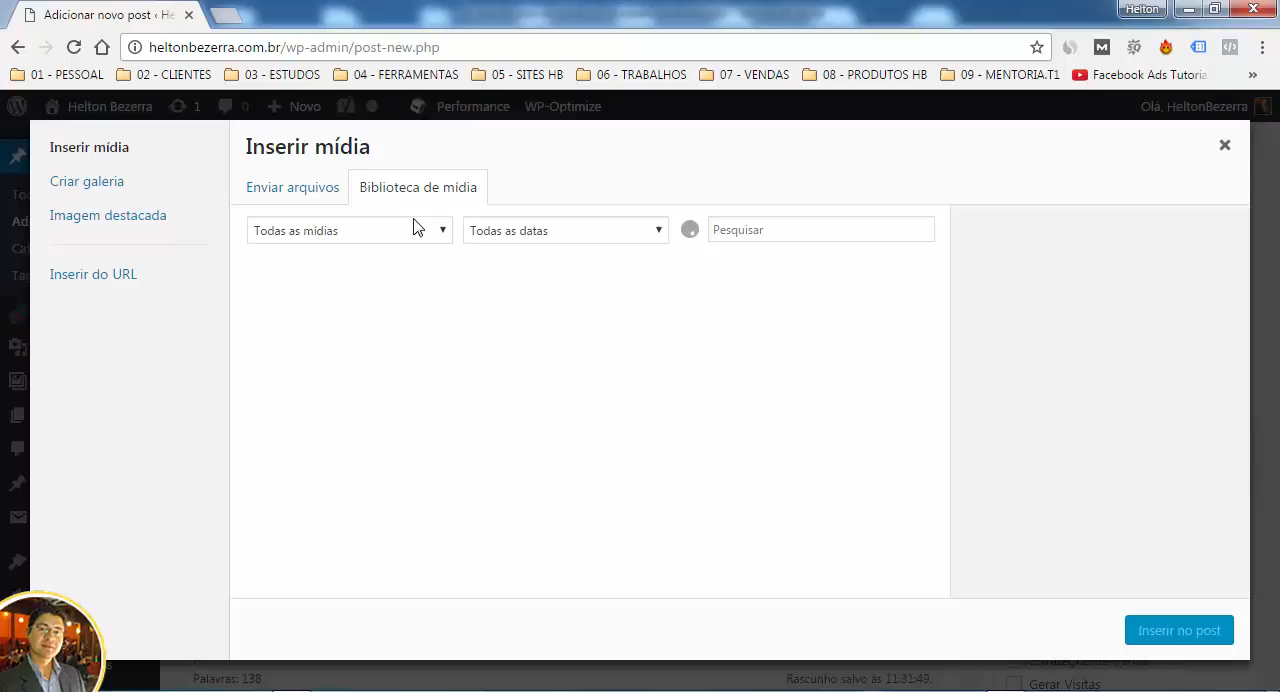 Adicionar novo post ‹ He
Helton
heltonbezerra.com.br/wp-admin/post-new.php
01 - PESSOAL
02 - CLIENTES
03 - ESTUDOS
04 - FERRAMENTAS
05 - SITES HB
06 - TRABALHOS
07 - VENDAS
08 - PRODUTOS HB
09 - MENTORIA.T1
Facebook Ads Tutoria
»
Helton Bezerra
1
0
Novo
Performance
WP-Optimize
Olá, HeltonBezerra
Inserir mídia
Criar galeria
Imagem destacada
Inserir do URL
Inserir mídia
Enviar arquivos
Biblioteca de mídia
Todas as mídias
Todas as datas
Pesquisar
Inserir no post
Palavras: 138
Rascunho salvo às 11:31:49.
Gerar Visitas